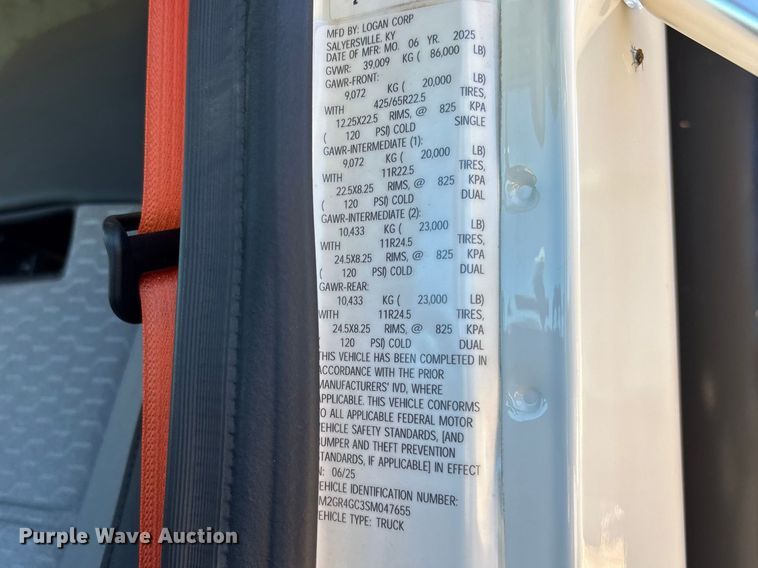 MFD BY: LOGAN CORP
SALYERSVILLE, KY
DATE OF MFR: MO. 06 YR. 2025
GVWR: 39,009 KG ( 86,000 LB)
GAWR-FRONT:
9,072 KG ( 20,000 LB)
WITH 425/65R22.5 TIRES,
12.25X22.5 RIMS, @ 825 KPA
( 120 PSI) COLD SINGLE
GAWR-INTERMEDIATE (1):
9,072 KG ( 20,000 LB)
WITH 11R22.5 TIRES,
22.5X8.25 RIMS, @ 825 KPA
( 120 PSI) COLD DUAL
GAWR-INTERMEDIATE (2):
10,433 KG ( 23,000 LB)
WITH 11R24.5 TIRES,
24.5X8.25 RIMS, @ 825 KPA
( 120 PSI) COLD DUAL
GAWR-REAR:
10,433 KG ( 23,000 LB)
WITH 11R24.5 TIRES,
24.5X8.25 RIMS, @ 825 KPA
( 120 PSI) COLD DUAL
THIS VEHICLE HAS BEEN COMPLETED IN
ACCORDANCE WITH THE PRIOR
MANUFACTURERS' IVD, WHERE
APPLICABLE. THIS VEHICLE CONFORMS
TO ALL APPLICABLE FEDERAL MOTOR
VEHICLE SAFETY STANDARDS, [AND
BUMPER AND THEFT PREVENTION
STANDARDS, IF APPLICABLE] IN EFFECT
N: 06/25
VEHICLE IDENTIFICATION NUMBER:
M2GR4GC3SM047655
VEHICLE TYPE: TRUCK
Purple Wave Auction